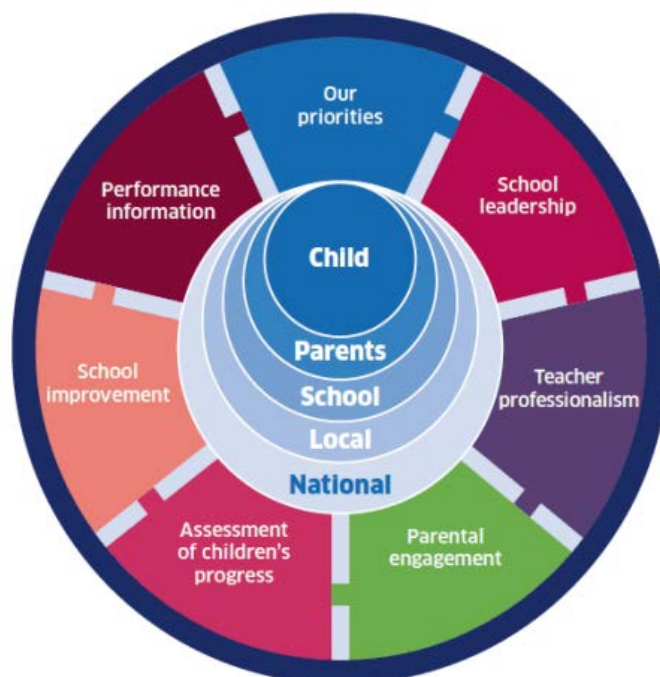 Our
priorities
School
leadership
Teacher
professionalism
Parental
engagement
Assessment
of children's
progress
School
improvement
Performance
information
Child
Parents
School
Local
National